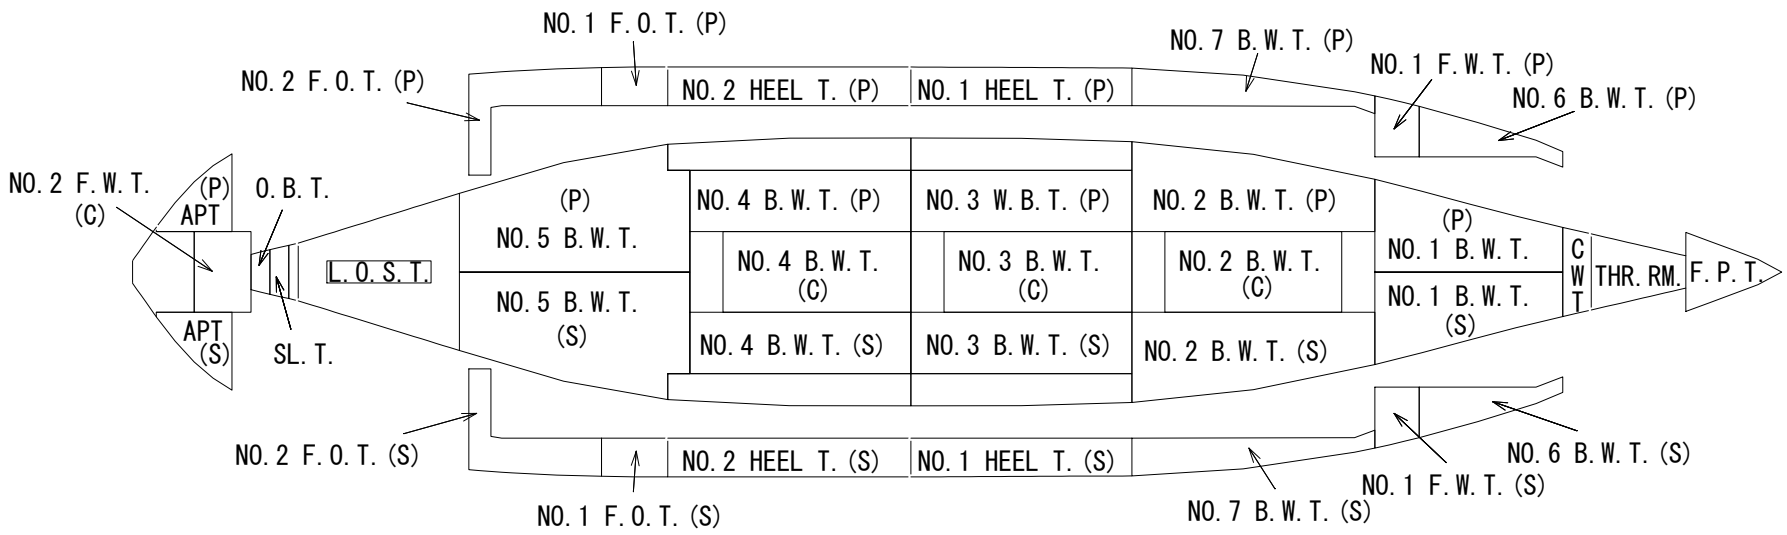 NO.1 F.O.T.(P)
NO.7 B.W.T.(P)
NO.2 F.O.T.(P)
NO.1 F.W.T.(P)
NO.2 HEEL T.(P)
NO.1 HEEL T.(P)
NO.6 B.W.T.(P)
NO.2 F.W.T.
(C)
(P)
APT
O.B.T.
(P)
NO.5 B.W.T.
NO.4 B.W.T.(P)
NO.3 W.B.T.(P)
NO.2 B.W.T.(P)
(P)
NO.1 B.W.T.
L.O.S.T.
NO.4 B.W.T.
(C)
NO.3 B.W.T.
(C)
NO.2 B.W.T.
(C)
CWT
THR.RM.
F.P.T.
NO.5 B.W.T.
(S)
NO.1 B.W.T.
(S)
APT
(S)
SL.T.
NO.4 B.W.T.(S)
NO.3 B.W.T.(S)
NO.2 B.W.T.(S)
NO.2 F.O.T.(S)
NO.2 HEEL T.(S)
NO.1 HEEL T.(S)
NO.6 B.W.T.(S)
NO.1 F.W.T.(S)
NO.1 F.O.T.(S)
NO.7 B.W.T.(S)